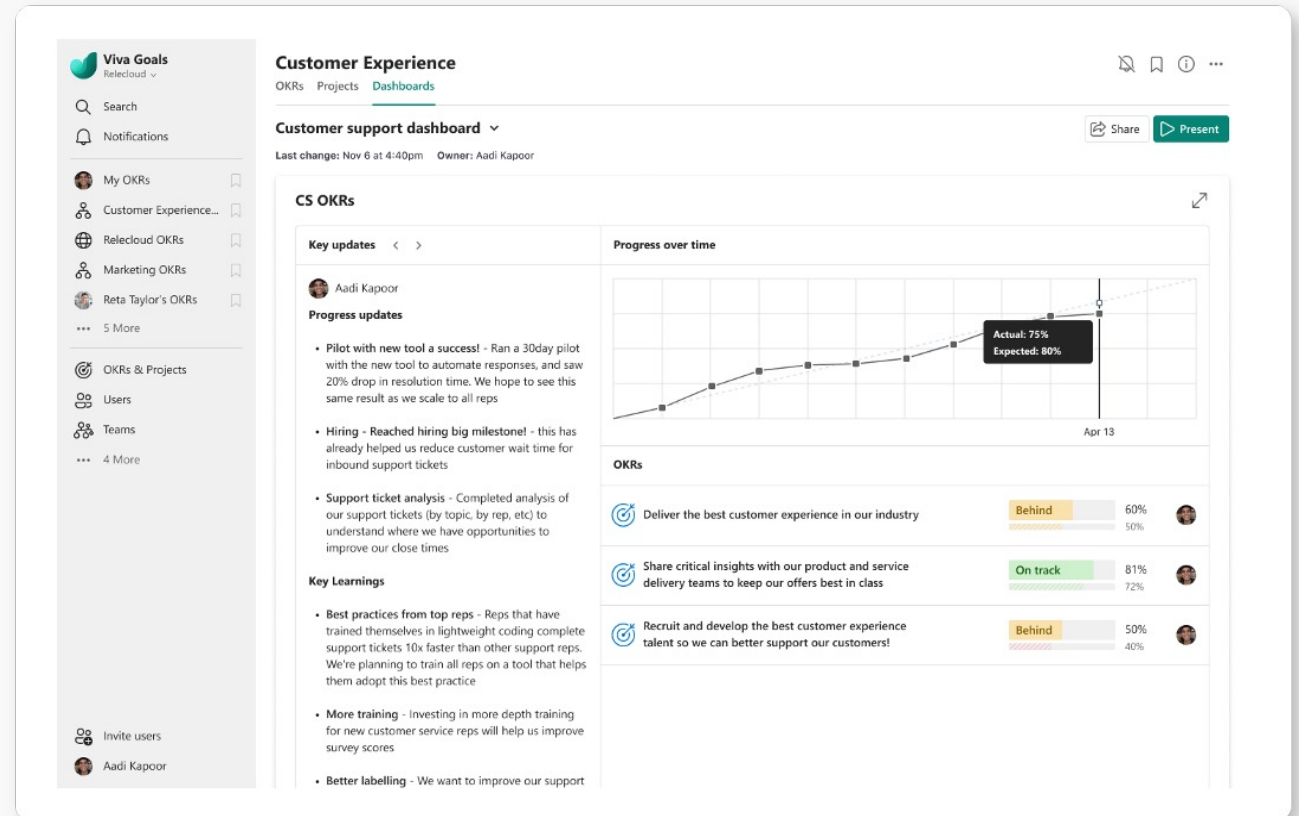 Viva Goals
Relecloud
Search
Notifications
My OKRs
Customer Experience...
Relecloud OKRs
Marketing OKRs
Reta Taylor's OKRs
5 More
OKRs & Projects
Users
Teams
4 More
Invite users
Aadi Kapoor
Customer Experience
OKRs Projects Dashboards
Customer support dashboard
Share Present
Last change: Nov 6 at 4:40pm Owner: Aadi Kapoor
CS OKRs
Key updates
Aadi Kapoor
Progress updates
• Pilot with new tool a success! - Ran a 30day pilot
with the new tool to automate responses, and saw
20% drop in resolution time. We hope to see this
same result as we scale to all reps
• Hiring - Reached hiring big milestone! - this has
already helped us reduce customer wait time for
inbound support tickets
• Support ticket analysis - Completed analysis of
our support tickets (by topic, by rep, etc) to
understand where we have opportunities to
improve our close times
Key Learnings
• Best practices from top reps - Reps that have
trained themselves in lightweight coding complete
support tickets 10x faster than other support reps.
We're planning to train all reps on a tool that helps
them adopt this best practice
• More training - Investing in more depth training
for new customer service reps will help us improve
survey scores
• Better labelling - We want to improve our support
Progress over time
Actual: 75%
Expected: 80%
Apr 13
OKRs
Deliver the best customer experience in our industry
Behind 60%
50%
Share critical insights with our product and service
delivery teams to keep our offers best in class
On track 81%
72%
Recruit and develop the best customer experience
talent so we can better support our customers!
Behind 50%
40%